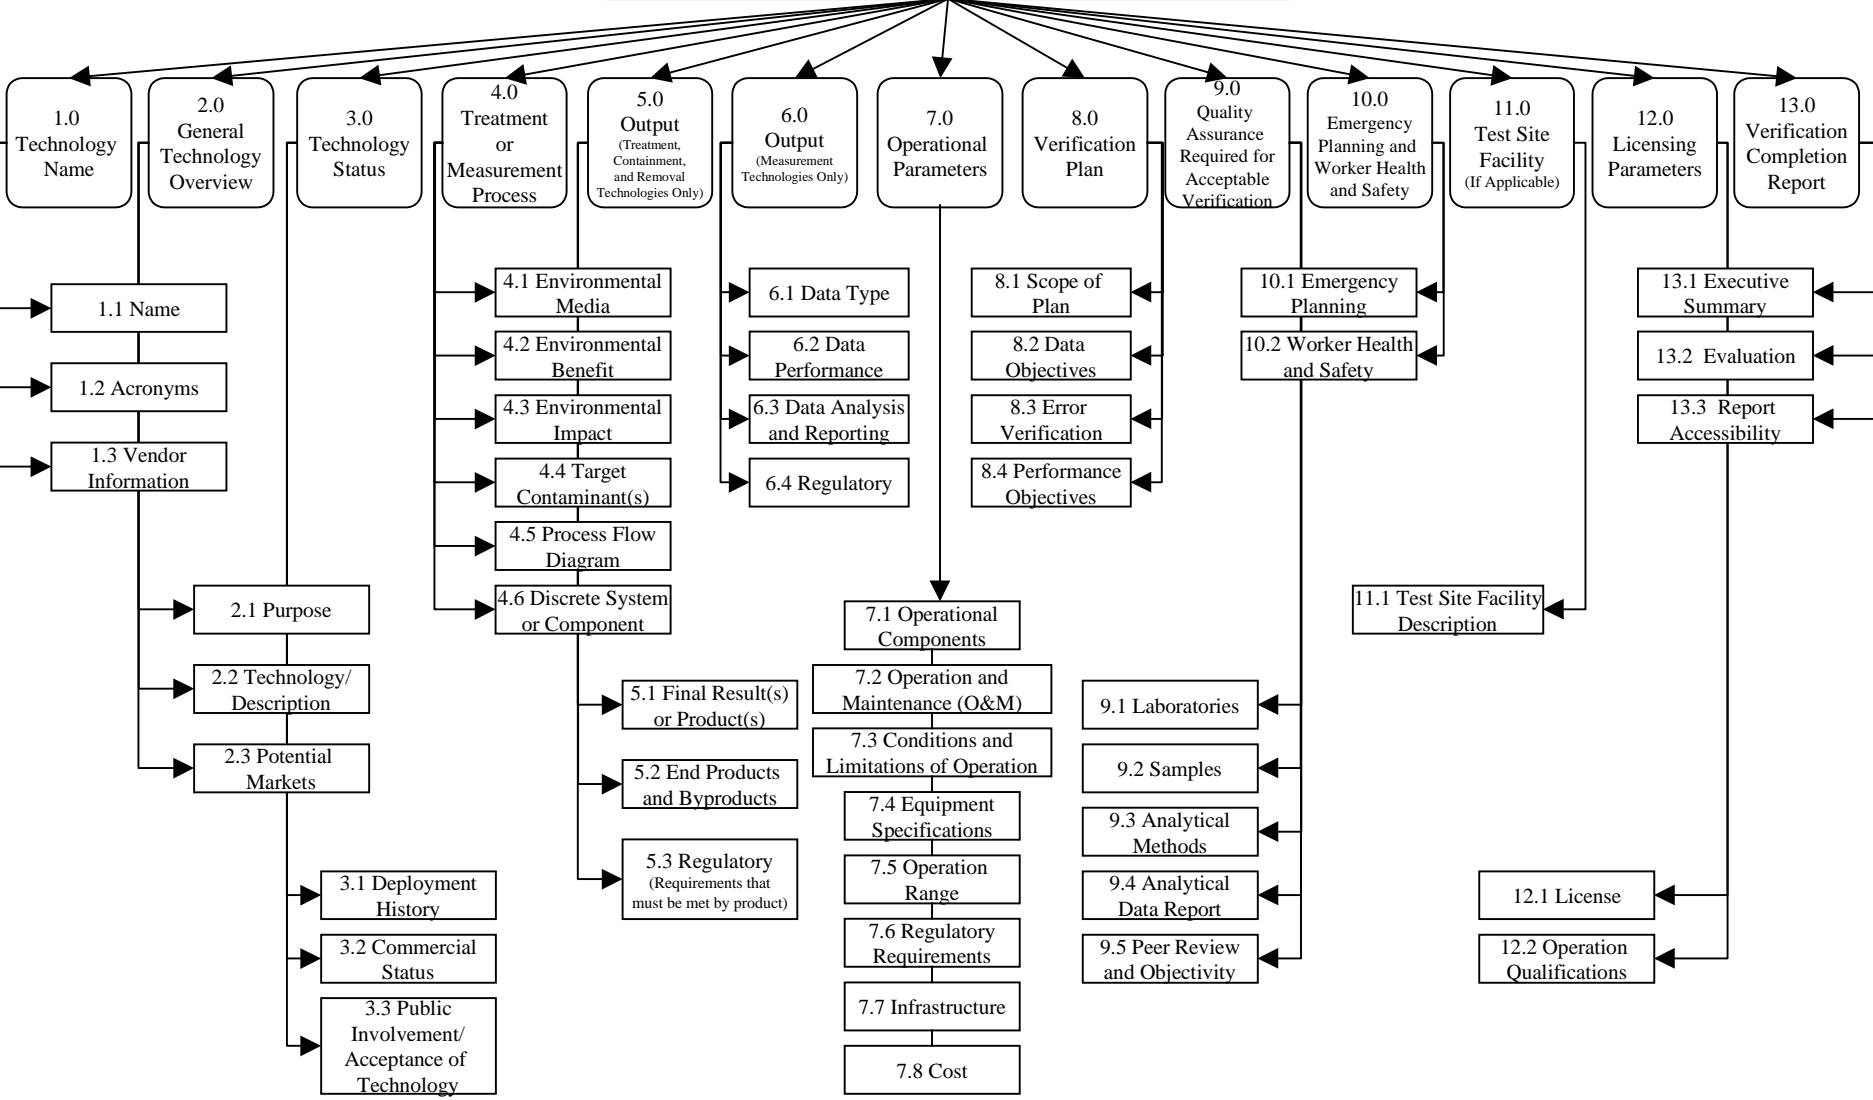 1.0
Technology
Name
2.0
General
Technology
Overview
3.0
Technology
Status
4.0
Treatment
or
Measurement
Process
5.0
Output
(Treatment,
Containment,
and Removal
Technologies Only)
6.0
Output
(Measurement
Technologies Only)
7.0
Operational
Parameters
8.0
Verification
Plan
9.0
Quality
Assurance
Required for
Acceptable
Verification
10.0
Emergency
Planning and
Worker Health
and Safety
11.0
Test Site
Facility
(If Applicable)
12.0
Licensing
Parameters
13.0
Verification
Completion
Report
1.1 Name
1.2 Acronyms
1.3 Vendor
Information
2.1 Purpose
2.2 Technology/
Description
2.3 Potential
Markets
3.1 Deployment
History
3.2 Commercial
Status
3.3 Public
Involvement/
Acceptance of
Technology
4.1 Environmental
Media
4.2 Environmental
Benefit
4.3 Environmental
Impact
4.4 Target
Contaminant(s)
4.5 Process Flow
Diagram
4.6 Discrete System
or Component
5.1 Final Result(s)
or Product(s)
5.2 End Products
and Byproducts
5.3 Regulatory
(Requirements that
must be met by product)
6.1 Data Type
6.2 Data
Performance
6.3 Data Analysis
and Reporting
6.4 Regulatory
7.1 Operational
Components
7.2 Operation and
Maintenance (O&M)
7.3 Conditions and
Limitations of Operation
7.4 Equipment
Specifications
7.5 Operation
Range
7.6 Regulatory
Requirements
7.7 Infrastructure
7.8 Cost
8.1 Scope of
Plan
8.2 Data
Objectives
8.3 Error
Verification
8.4 Performance
Objectives
9.1 Laboratories
9.2 Samples
9.3 Analytical
Methods
9.4 Analytical
Data Report
9.5 Peer Review
and Objectivity
10.1 Emergency
Planning
10.2 Worker Health
and Safety
11.1 Test Site Facility
Description
12.1 License
12.2 Operation
Qualifications
13.1 Executive
Summary
13.2 Evaluation
13.3 Report
Accessibility